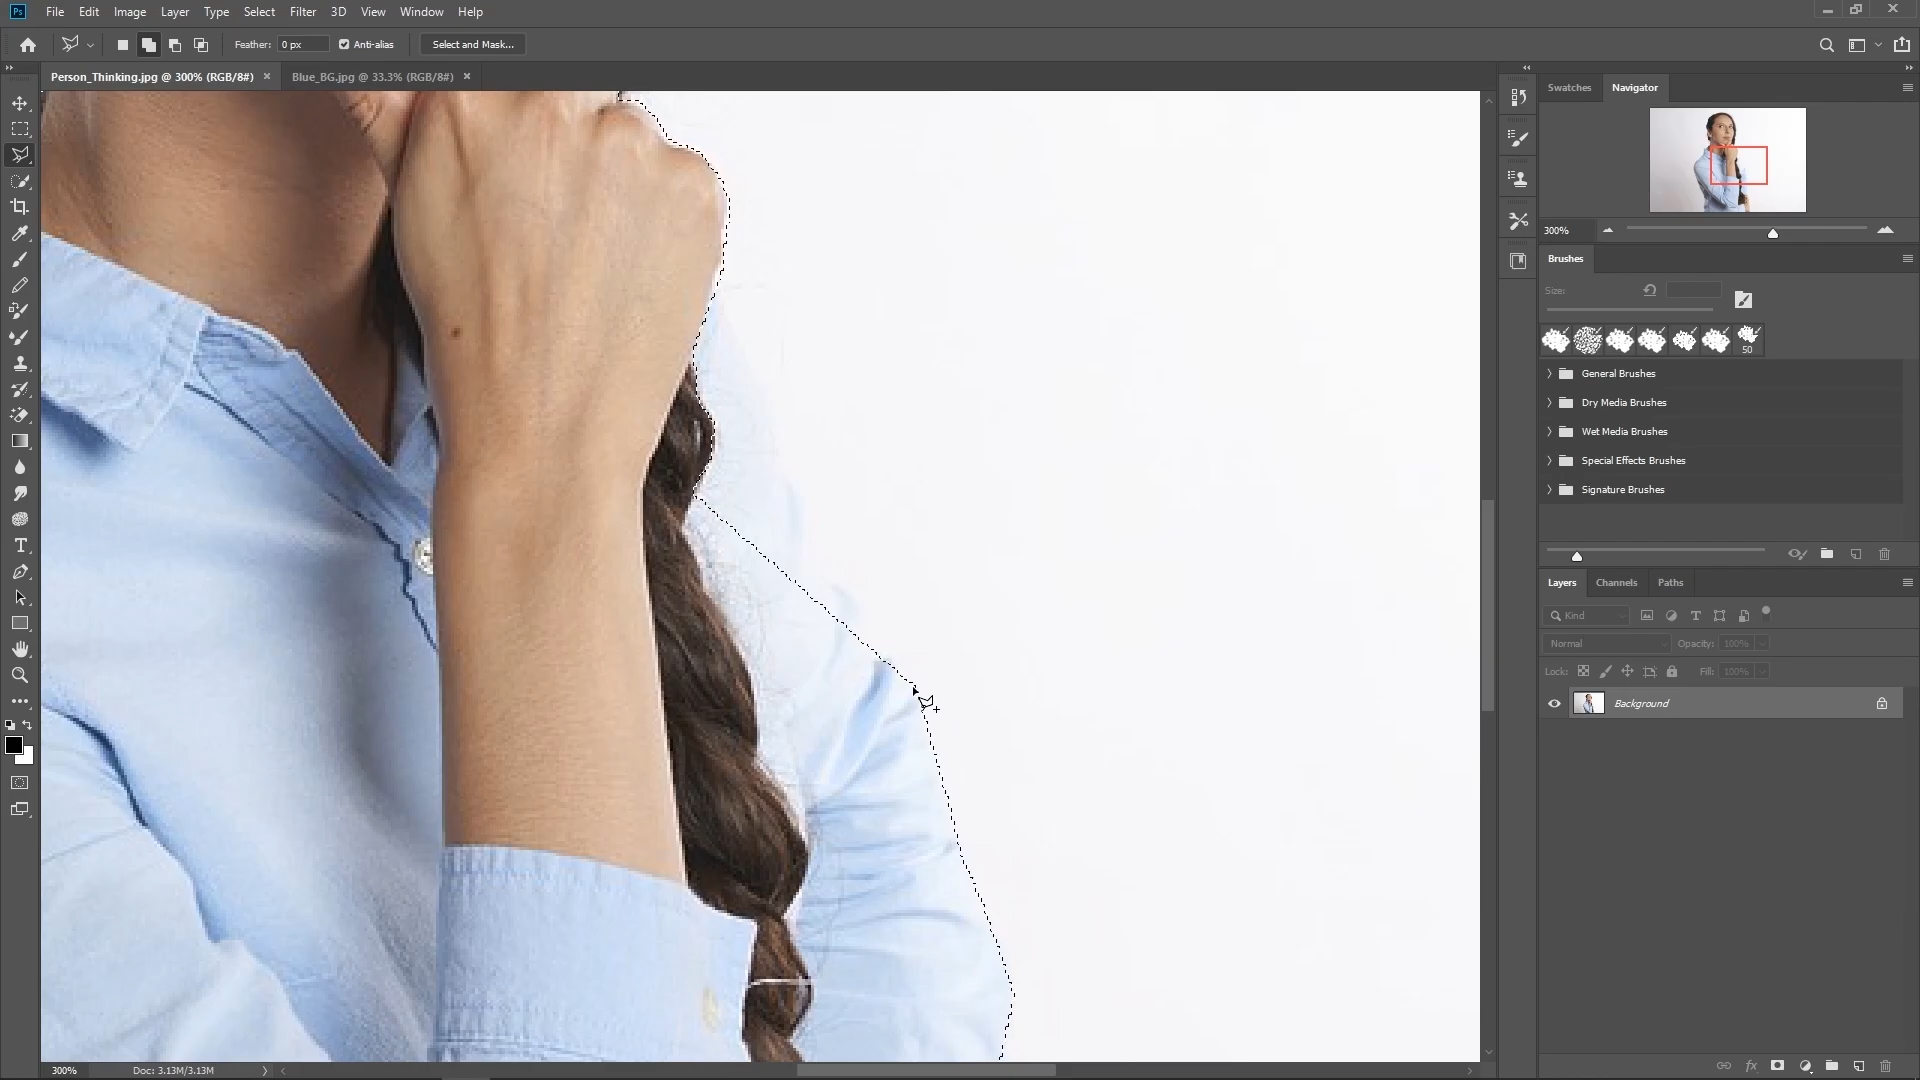 Ps File Edit Image Layer Type Select Filter 3D View Window Help
Feather: 0 px Anti-alias Select and Mask...
Person_Thinking.jpg @ 300% (RGB/8#) × Blue_BG.jpg @ 33.3% (RGB/8#) ×
Swatches Navigator
300%
Brushes
Size:
50
General Brushes
Dry Media Brushes
Wet Media Brushes
Special Effects Brushes
Signature Brushes
Layers Channels Paths
Kind
Normal Opacity: 100%
Lock: Fill: 100%
Background
fx
300% Doc: 3.13M/3.13M